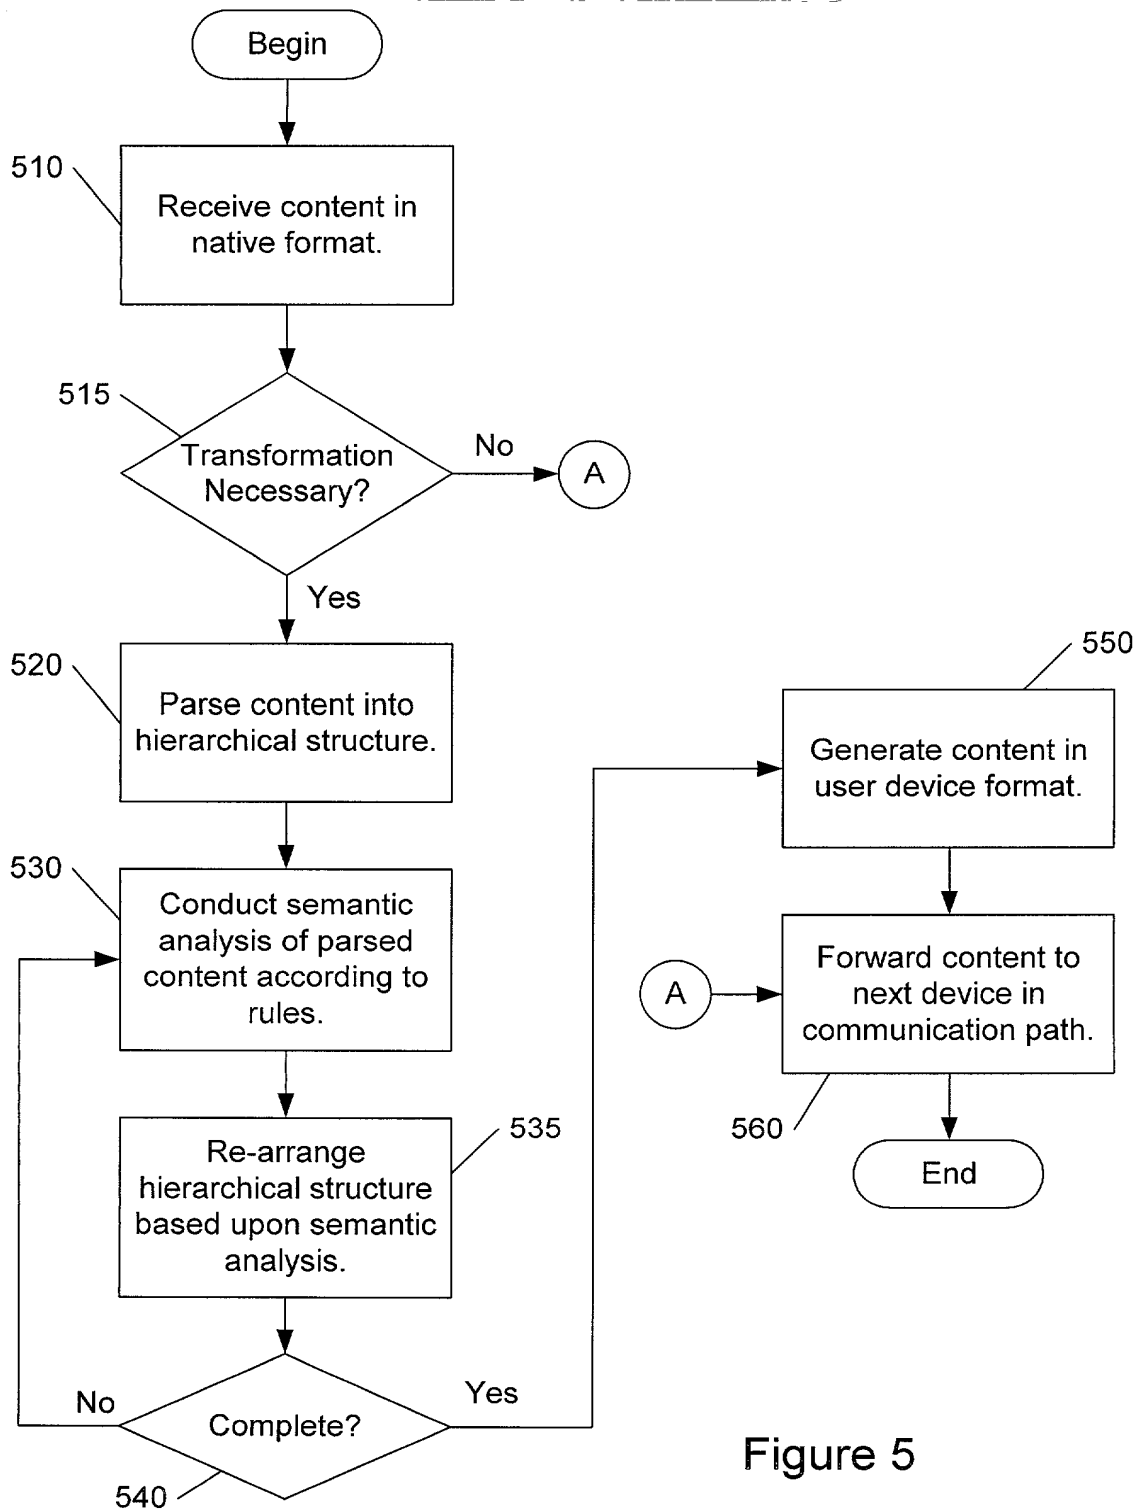 Begin
510
Receive content in
native format.
515
Transformation
Necessary?
No
A
Yes
520
Parse content into
hierarchical structure.
530
Conduct semantic
analysis of parsed
content according to
rules.
535
Re-arrange
hierarchical structure
based upon semantic
analysis.
No
Complete?
Yes
540
550
Generate content in
user device format.
A
Forward content to
next device in
communication path.
560
End
Figure 5